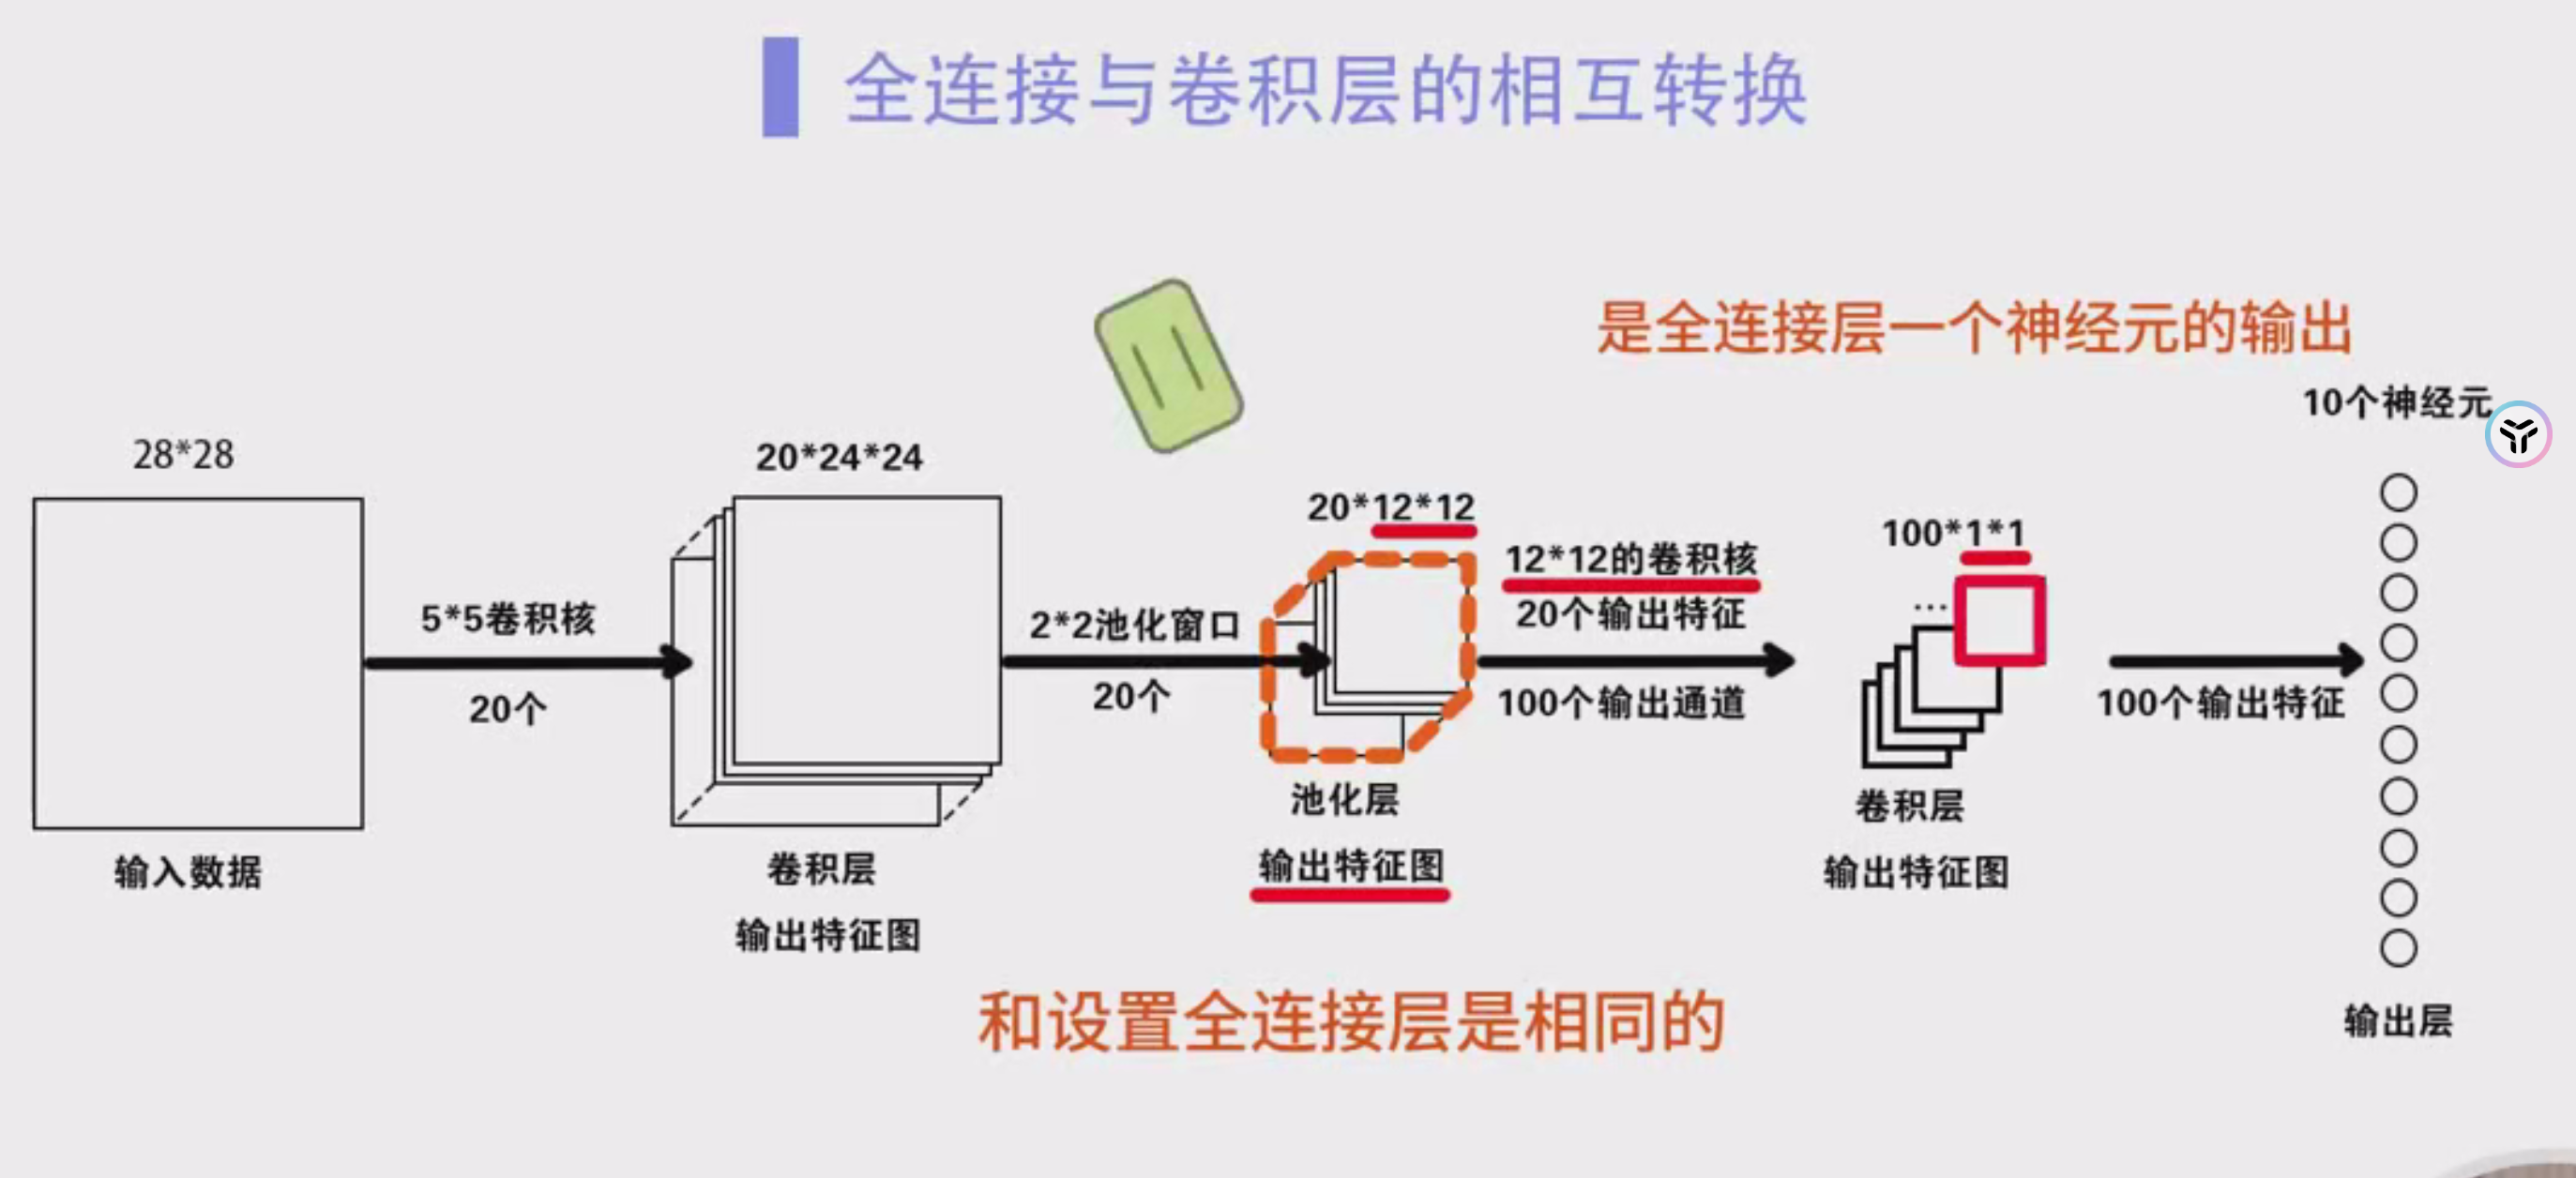 全连接与卷积层的相互转换
是全连接层一个神经元的输出
10个神经元
28*28
20*24*24
20*12*12
100*1*1
12*12的卷积核
5*5卷积核
2*2池化窗口
20个输出特征
...
20个
20个
100个输出通道
100个输出特征
池化层
卷积层
输入数据
卷积层
输出特征图
输出特征图
输出特征图
和设置全连接层是相同的
输出层